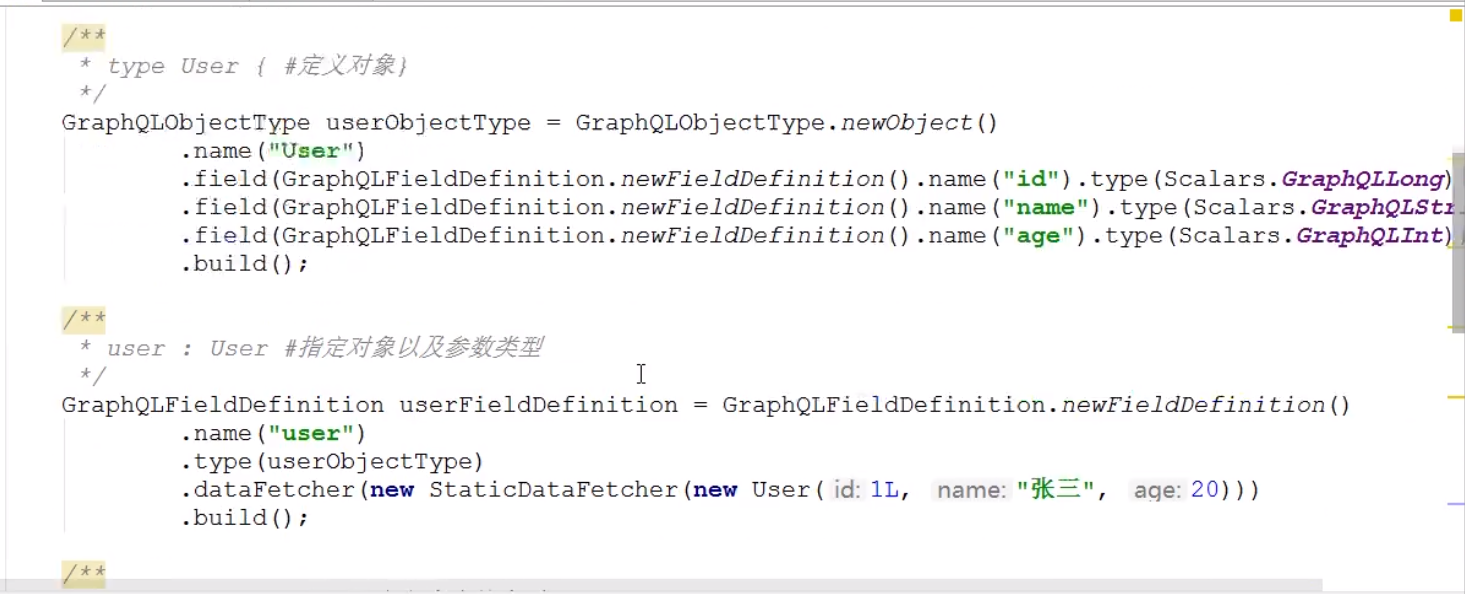 /**
 * type User { #定义对象}
 */
GraphQLObjectType userObjectType = GraphQLObjectType.newObject()
.name("User")
.field(GraphQLFieldDefinition.newFieldDefinition().name("id").type(Scalars.GraphQLLong)
.field(GraphQLFieldDefinition.newFieldDefinition().name("name").type(Scalars.GraphQLStr
.field(GraphQLFieldDefinition.newFieldDefinition().name("age").type(Scalars.GraphQLInt)
.build();
/**
 * user : User #指定对象以及参数类型
 */
GraphQLFieldDefinition userFieldDefinition = GraphQLFieldDefinition.newFieldDefinition()
.name("user")
.type(userObjectType)
.dataFetcher(new StaticDataFetcher(new User( id: 1L, name: "张三", age: 20)))
.build();
/**